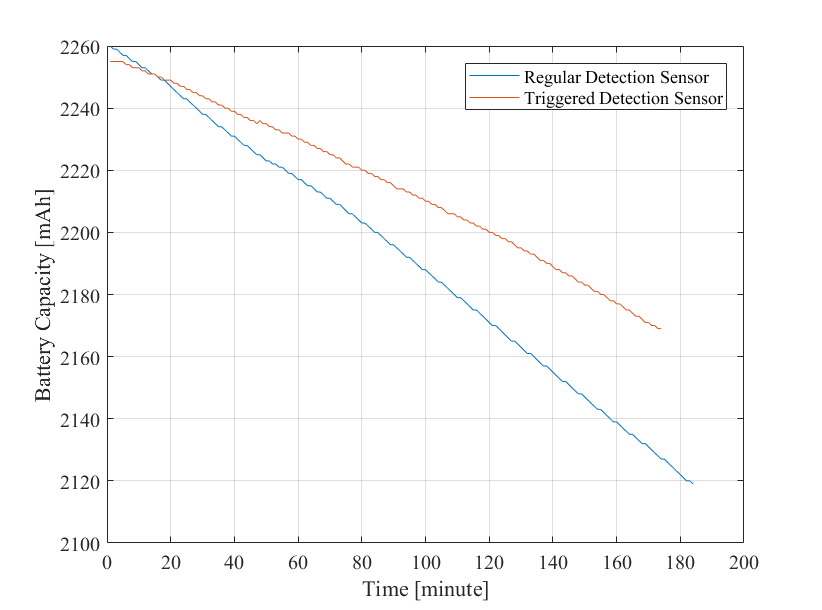 2260
2240
2220
2200
2180
2160
2140
2120
2100
Battery Capacity [mAh]
Regular Detection Sensor
Triggered Detection Sensor
0 20 40 60 80 100 120 140 160 180 200
Time [minute]